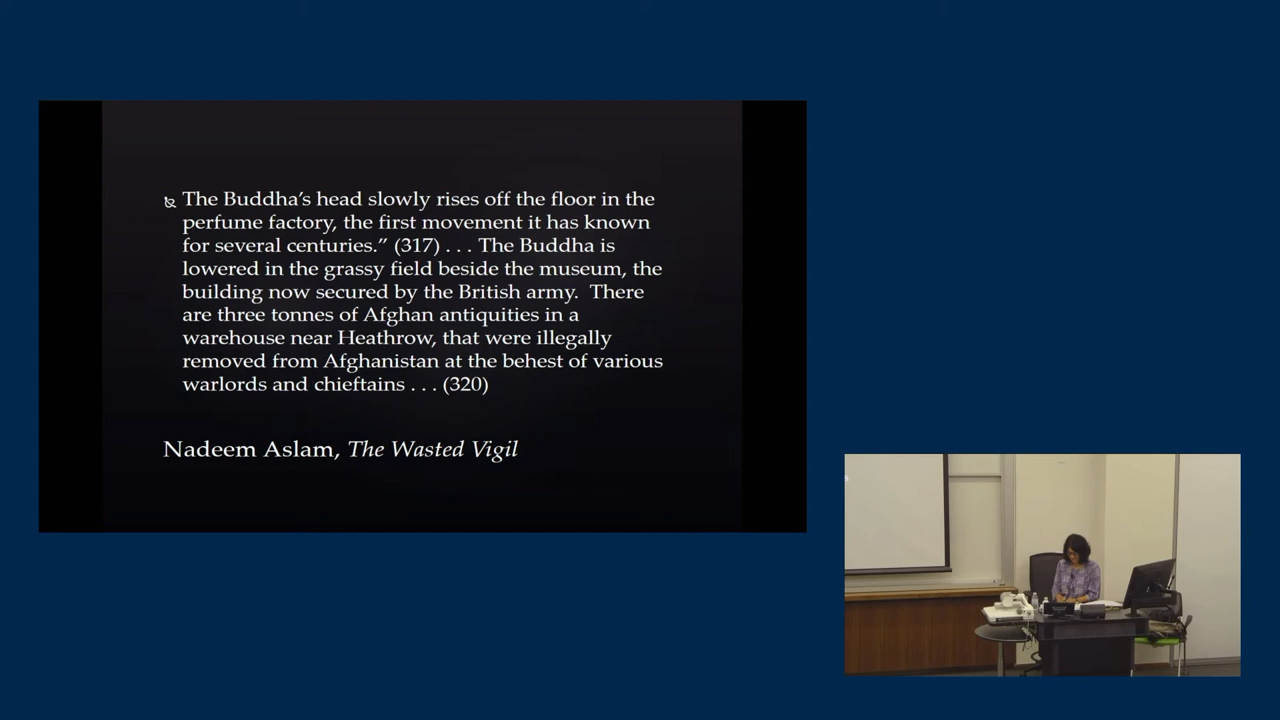 The Buddha’s head slowly rises off the floor in the
perfume factory, the first movement it has known
for several centuries.” (317) . . . The Buddha is
lowered in the grassy field beside the museum, the
building now secured by the British army.  There
are three tonnes of Afghan antiquities in a
warehouse near Heathrow, that were illegally
removed from Afghanistan at the behest of various
warlords and chieftains . . . (320)
Nadeem Aslam, The Wasted Vigil